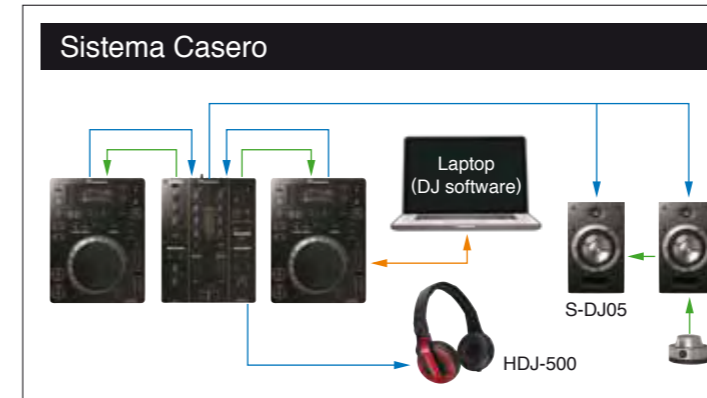 Sistema Casero
Laptop
(DJ software)
S-DJ05
HDJ-500